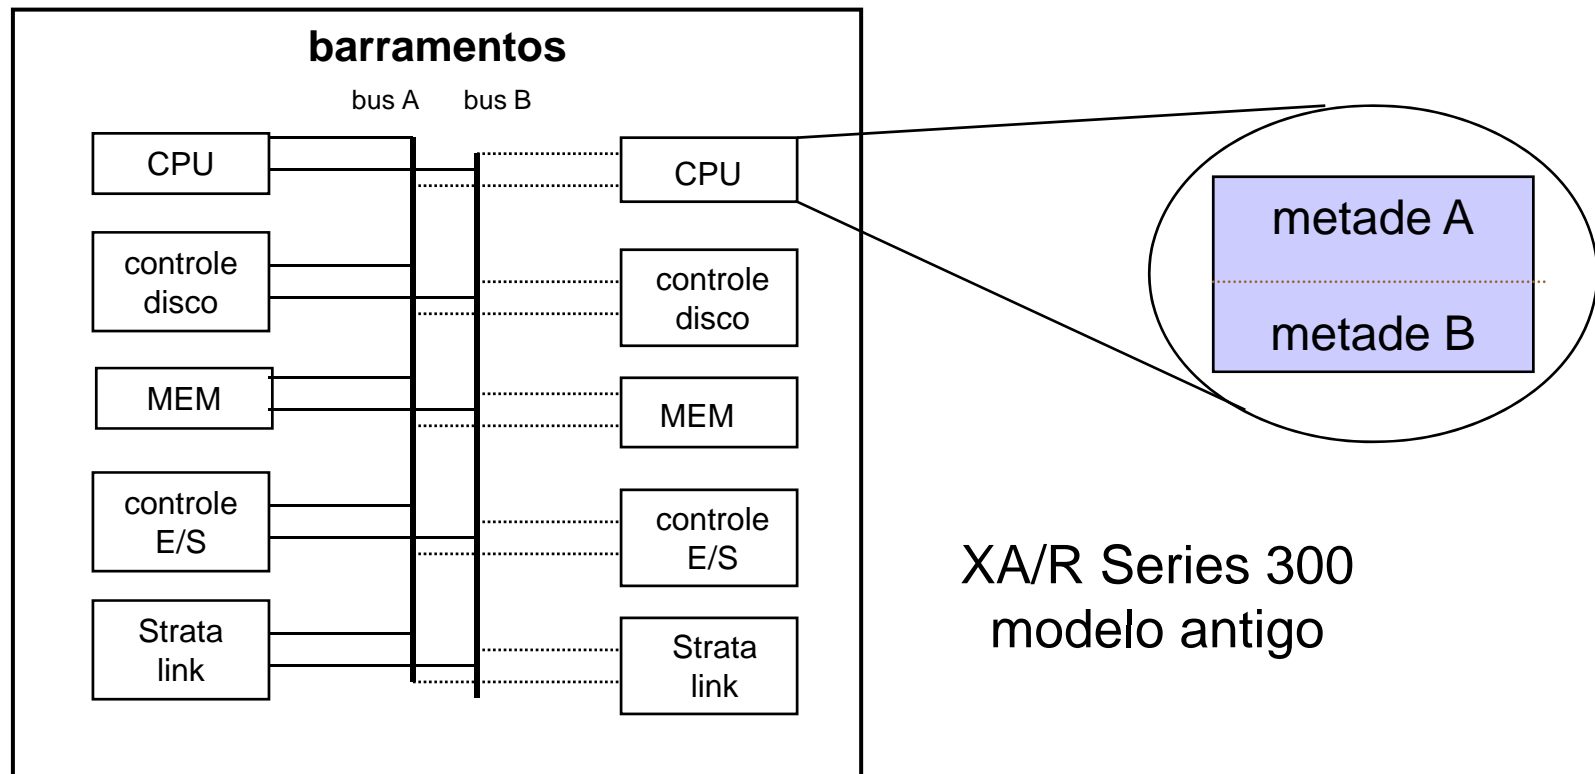 barramentos
bus A bus B
CPU
controle
disco
MEM
controle
E/S
Strata
link
CPU
controle
disco
MEM
controle
E/S
Strata
link
metade A
metade B
XA/R Series 300
modelo antigo